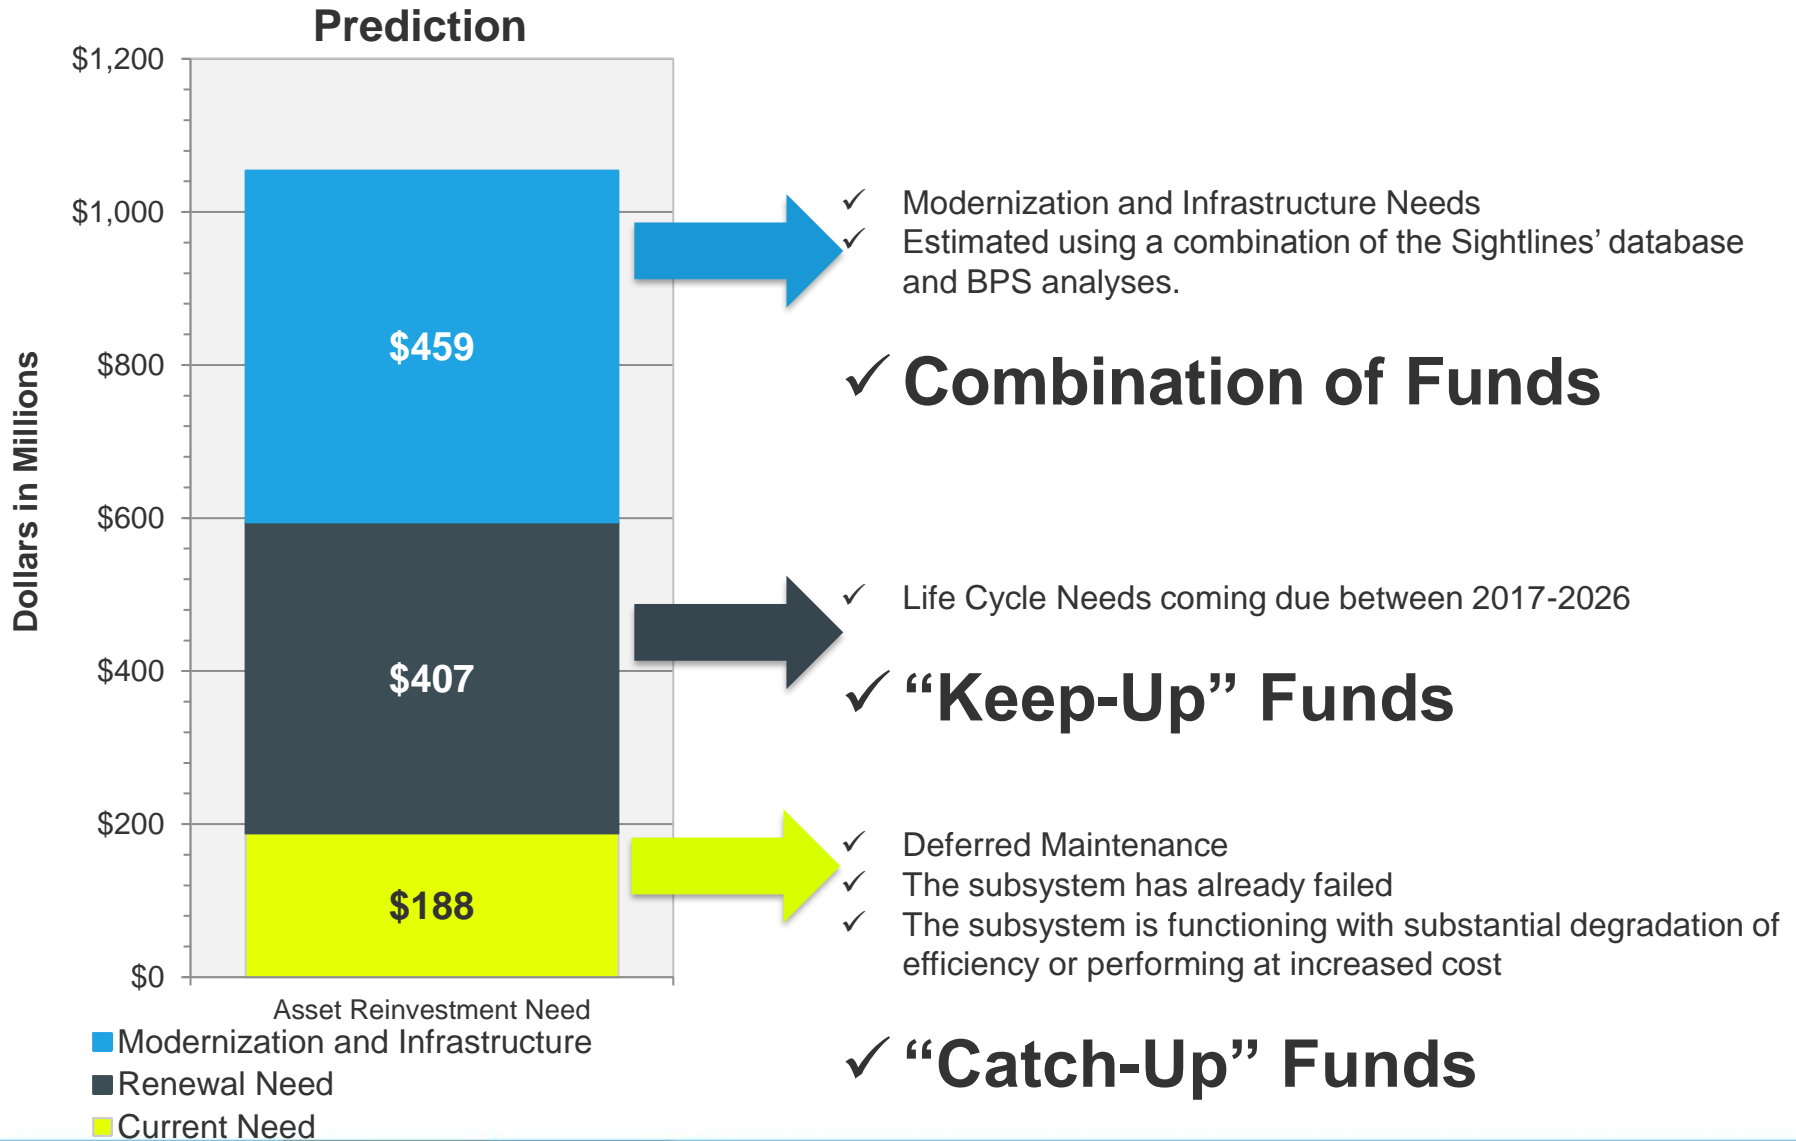 Prediction
$1,200
$1,000
$800
$600
$400
$200
$0
Dollars in Millions
$459
$407
$188
Asset Reinvestment Need
Modernization and Infrastructure
Renewal Need
Current Need
✓ Modernization and Infrastructure Needs
✓ Estimated using a combination of the Sightlines’ database
and BPS analyses.
✓ Combination of Funds
✓ Life Cycle Needs coming due between 2017-2026
✓ “Keep-Up” Funds
✓ Deferred Maintenance
✓ The subsystem has already failed
✓ The subsystem is functioning with substantial degradation of
efficiency or performing at increased cost
✓ “Catch-Up” Funds